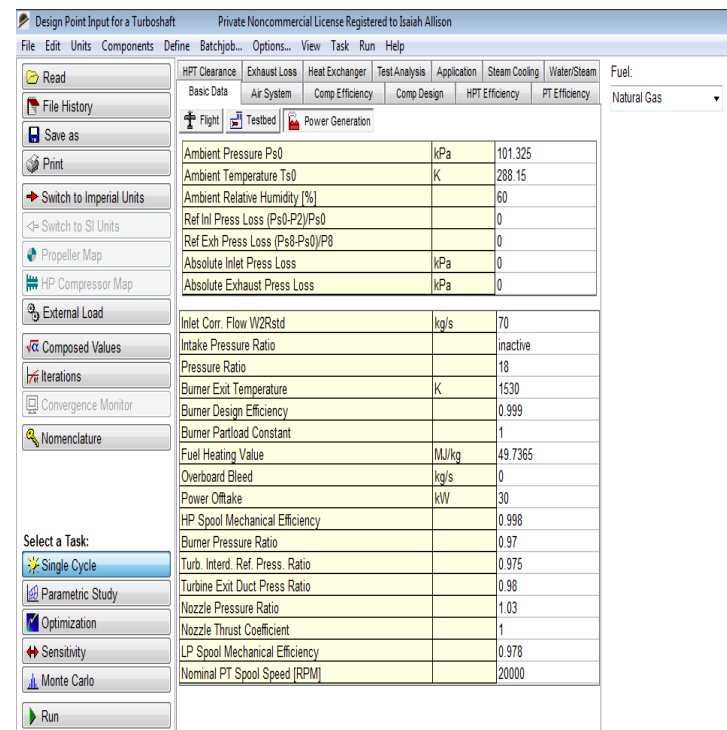 Design Point Input for a Turboshaft Private Noncommercial License Registered to Isaiah Allison
File Edit Units Components Define Batchjob... Options... View Task Run Help
Read
File History
Save as
Print
Switch to Imperial Units
<= Switch to SI Units
Propeller Map
HP Compressor Map
External Load
√α Composed Values
Iterations
Convergence Monitor
Nomenclature
Select a Task:
Single Cycle
Parametric Study
Optimization
Sensitivity
Monte Carlo
Run
HPT Clearance Exhaust Loss Heat Exchanger Test Analysis Application Steam Cooling Water/Steam
Basic Data Air System Comp Efficiency Comp Design HPT Efficiency PT Efficiency
Flight Testbed Power Generation
Ambient Pressure Ps0 kPa 101.325
Ambient Temperature Ts0 K 288.15
Ambient Relative Humidity [%] 60
Ref Inl Press Loss (Ps0-P2)/Ps0 0
Ref Exh Press Loss (Ps8-Ps0)/P8 0
Absolute Inlet Press Loss kPa 0
Absolute Exhaust Press Loss kPa 0
Inlet Corr. Flow W2Rstd kg/s 70
Intake Pressure Ratio inactive
Pressure Ratio 18
Burner Exit Temperature K 1530
Burner Design Efficiency 0.999
Burner Partload Constant 1
Fuel Heating Value MJ/kg 49.7365
Overboard Bleed kg/s 0
Power Offtake kW 30
HP Spool Mechanical Efficiency 0.998
Burner Pressure Ratio 0.97
Turb. Interd. Ref. Press. Ratio 0.975
Turbine Exit Duct Press Ratio 0.98
Nozzle Pressure Ratio 1.03
Nozzle Thrust Coefficient 1
LP Spool Mechanical Efficiency 0.978
Nominal PT Spool Speed [RPM] 20000
Fuel:
Natural Gas